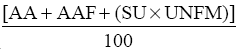 [AA + AAF + (SU × UNFM)]
100